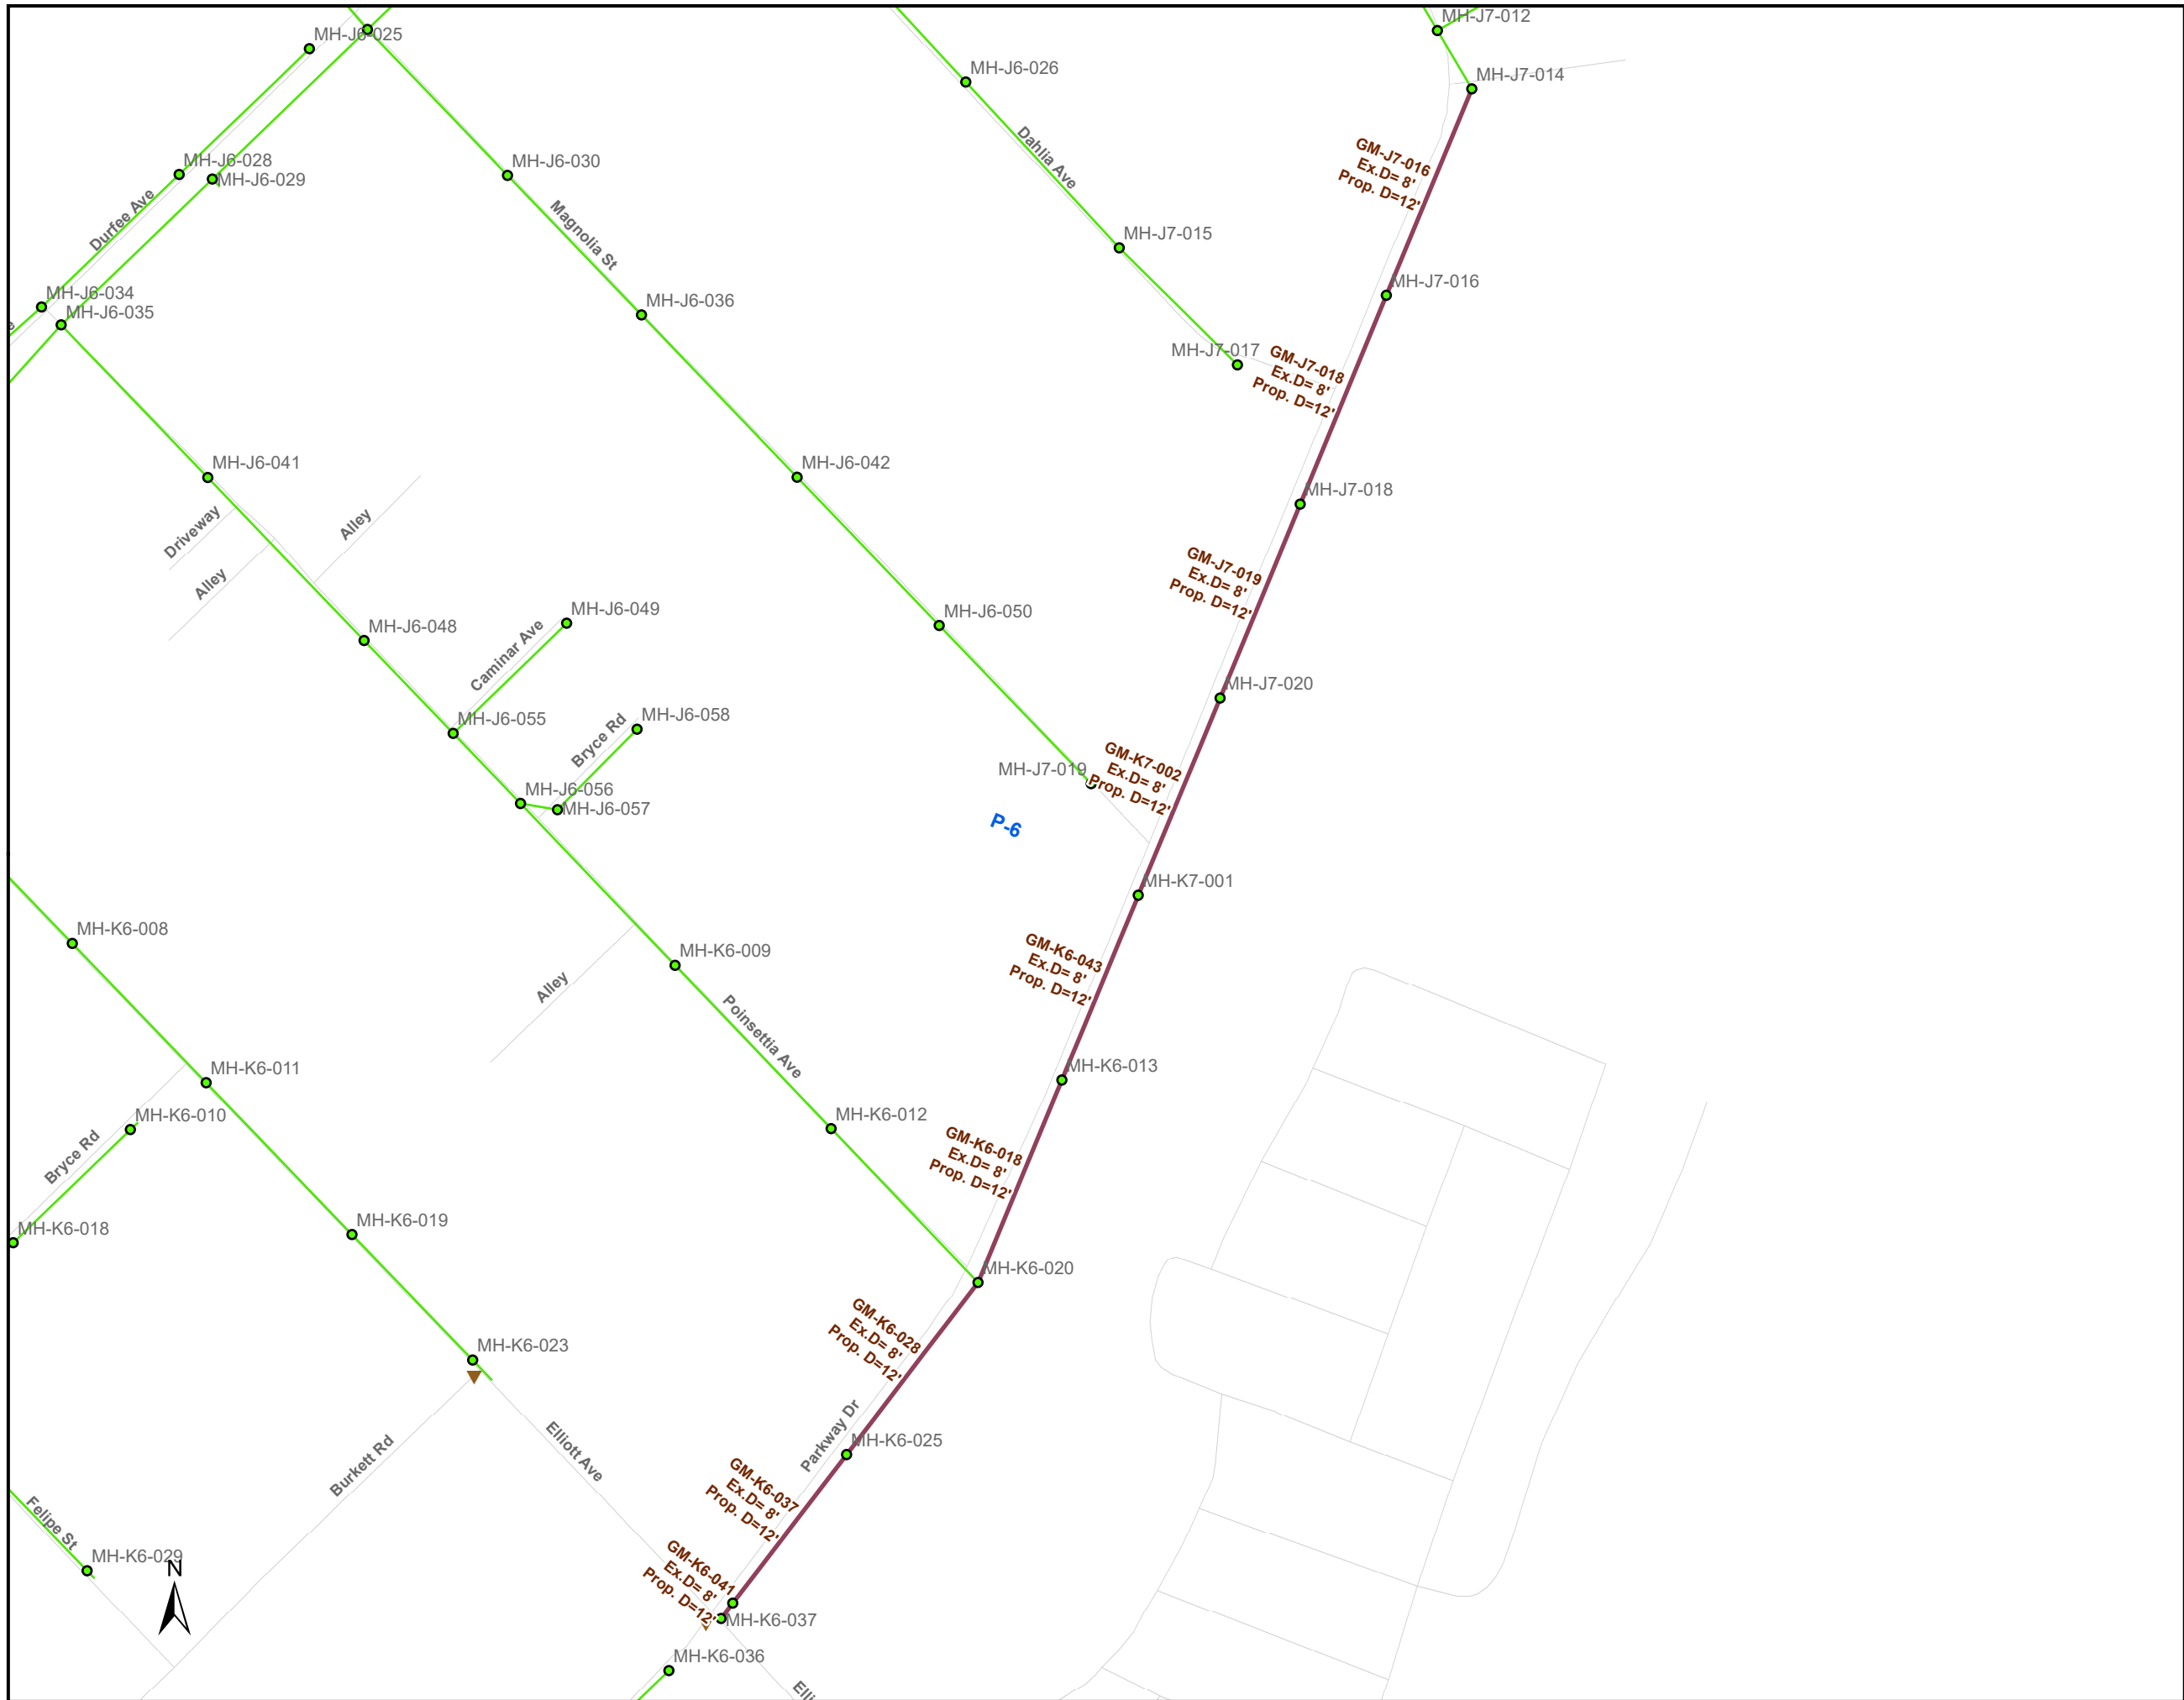 MH-J7-012
MH-J6-025
MH-J6-026
MH-J7-014
GM-J7-016
Ex.D= 8'
Prop. D=12'
Dahlia Ave
MH-J6-028
MH-J6-029
MH-J6-030
Durfee Ave
Magnolia St
MH-J7-015
MH-J7-016
MH-J6-034
MH-J6-035
MH-J6-036
MH-J7-017
GM-J7-018
Ex.D= 8'
Prop. D=12'
MH-J6-041
MH-J6-042
MH-J7-018
Driveway
Alley
Alley
GM-J7-019
Ex.D= 8'
Prop. D=12'
MH-J6-048
MH-J6-049
MH-J6-050
Caminar Ave
MH-J7-020
MH-J6-055
MH-J6-058
Bryce Rd
MH-J7-019
GM-K7-002
Ex.D= 8'
Prop. D=12'
MH-J6-056
MH-J6-057
P-6
MH-K7-001
MH-K6-008
MH-K6-009
GM-K6-043
Ex.D= 8'
Prop. D=12'
Alley
Poinsettia Ave
MH-K6-011
MH-K6-013
MH-K6-010
MH-K6-012
Bryce Rd
GM-K6-018
Ex.D= 8'
Prop. D=12'
MH-K6-018
MH-K6-019
MH-K6-020
MH-K6-023
GM-K6-028
Ex.D= 8'
Prop. D=12'
Parkway Dr
MH-K6-025
Burkett Rd
Elliott Ave
GM-K6-037
Ex.D= 8'
Prop. D=12'
Felipe St
MH-K6-029
N
GM-K6-041
Ex.D= 8'
Prop. D=12'
MH-K6-037
MH-K6-036
Elli